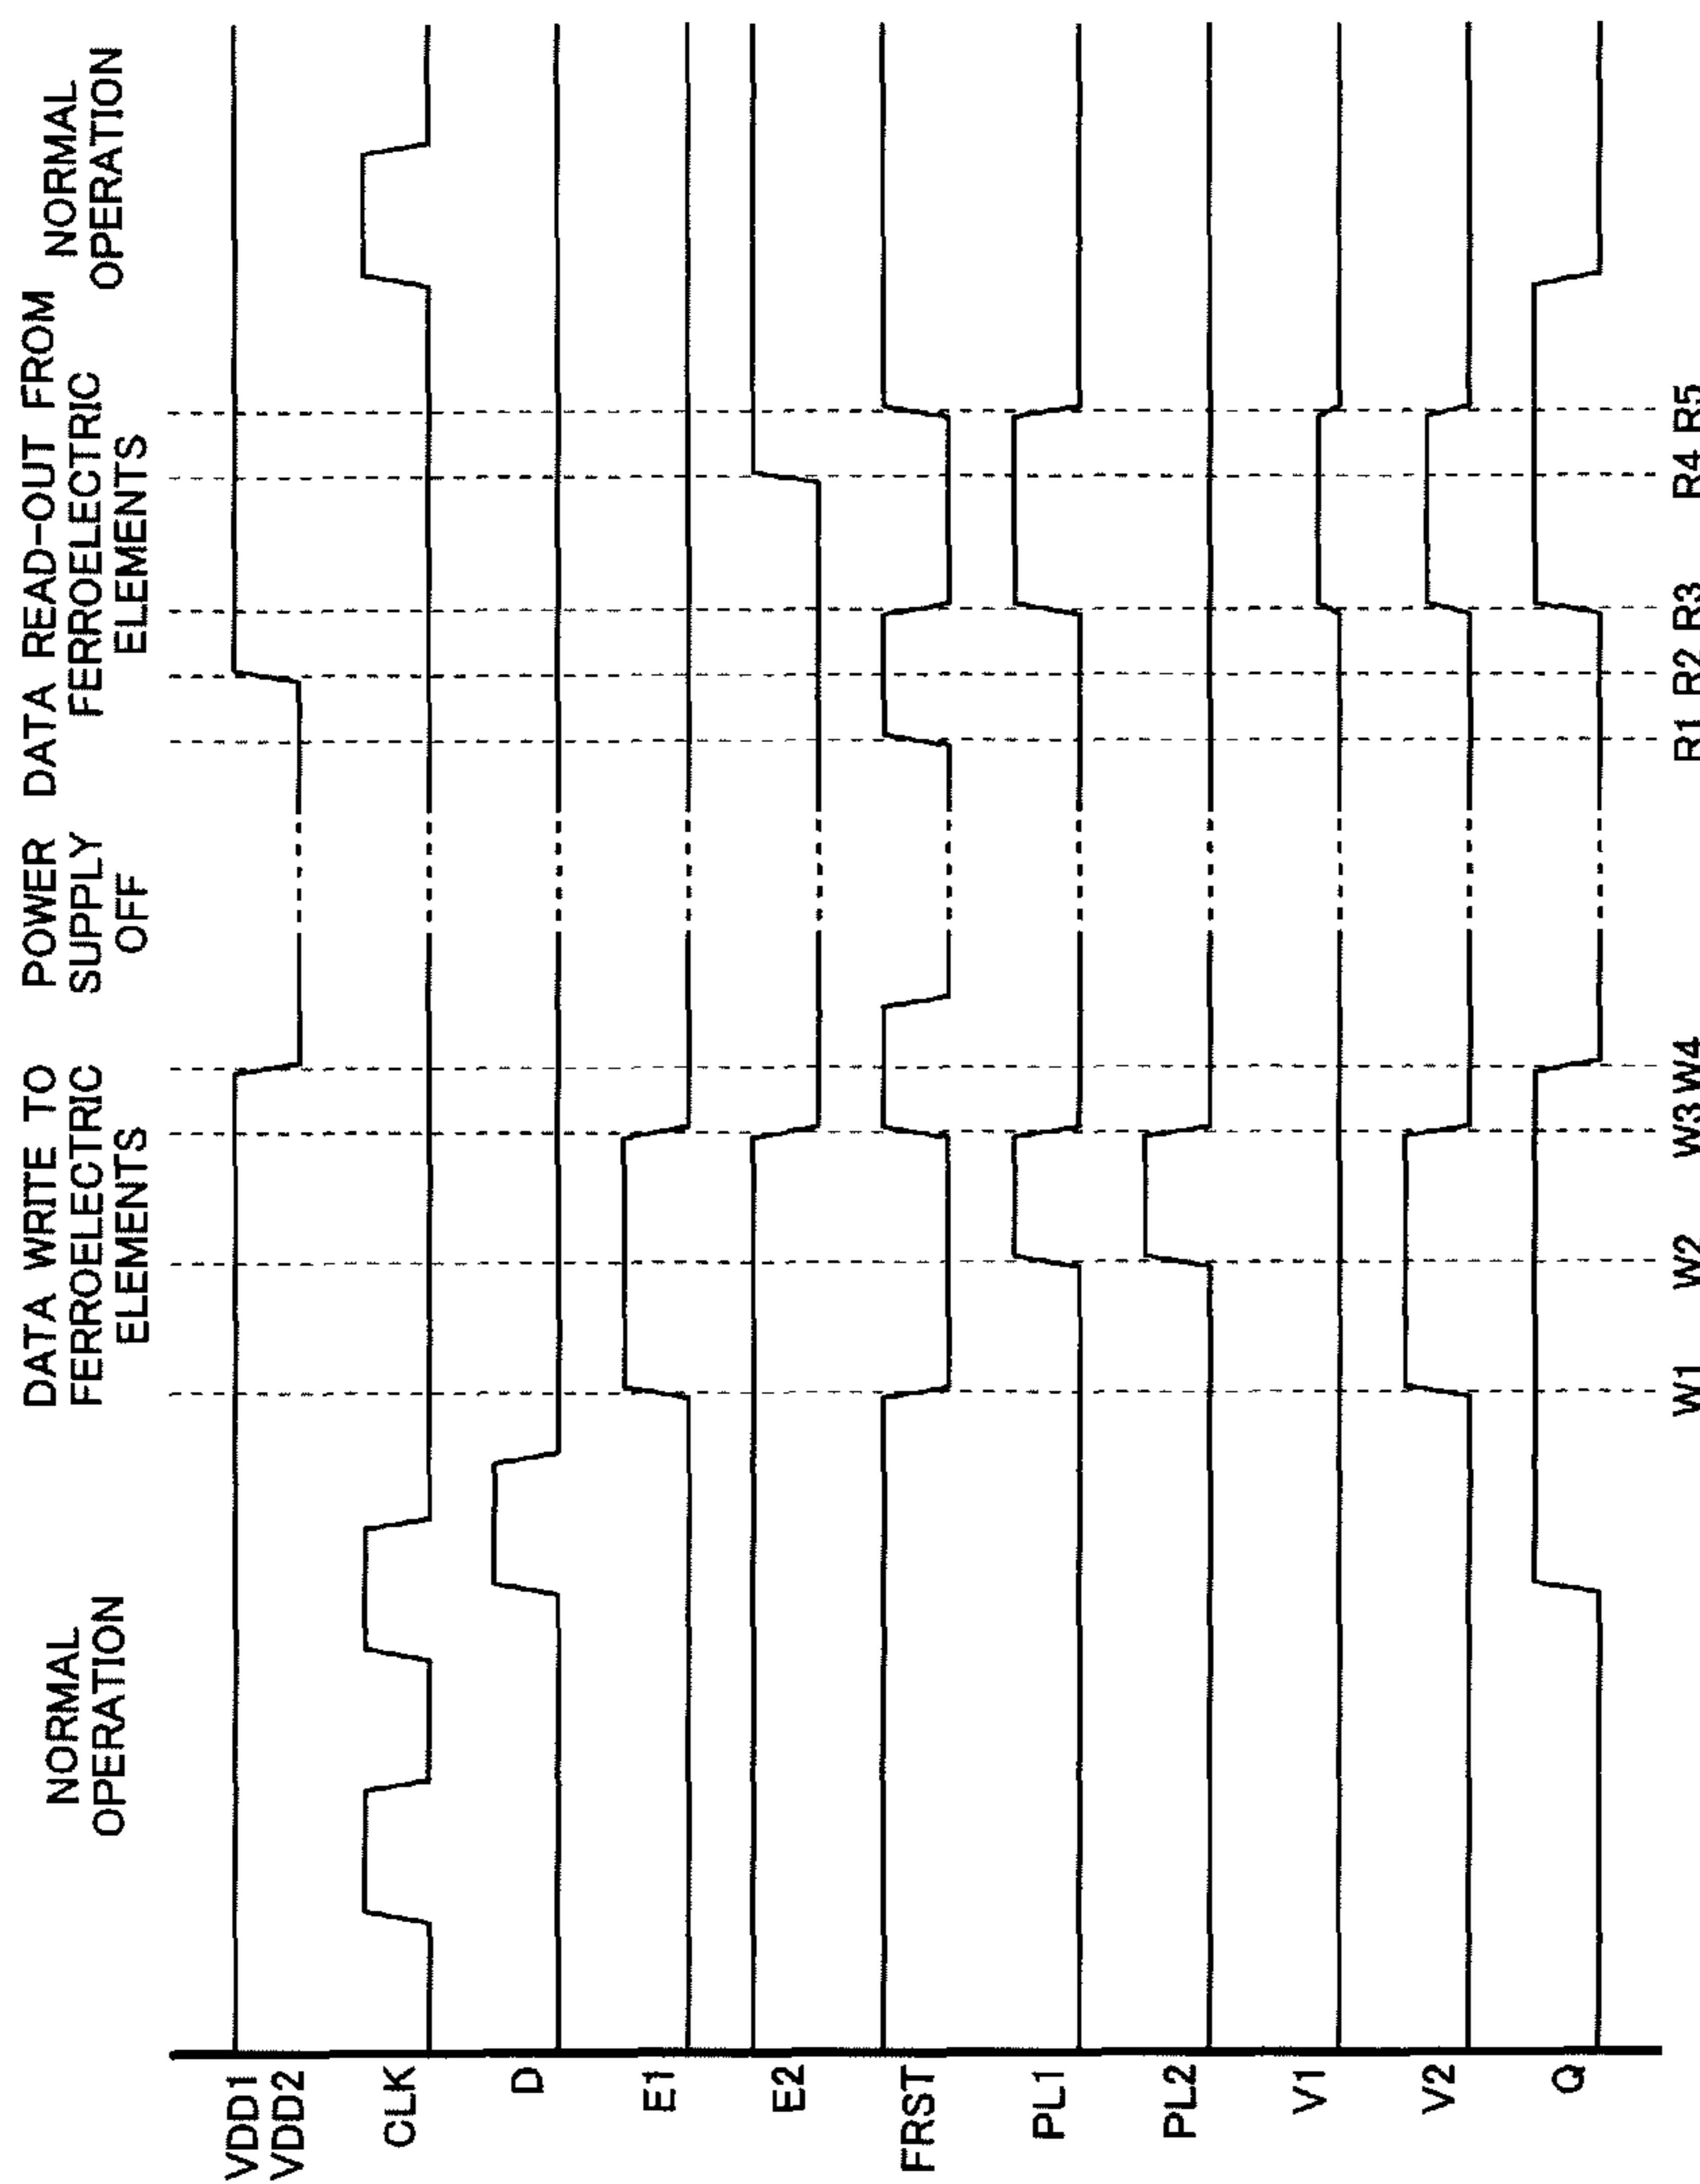 NORMAL
OPERATION
DATA WRITE TO
FERROELECTRIC
ELEMENTS
POWER
SUPPLY
OFF
DATA READ-OUT FROM
FERROELECTRIC
ELEMENTS
NORMAL
OPERATION
VDD1
VDD2
CLK
D
E1
E2
FRST
PL1
PL2
V1
V2
Q
W1 W2 W3 W4 R1 R2 R3 R4 R5